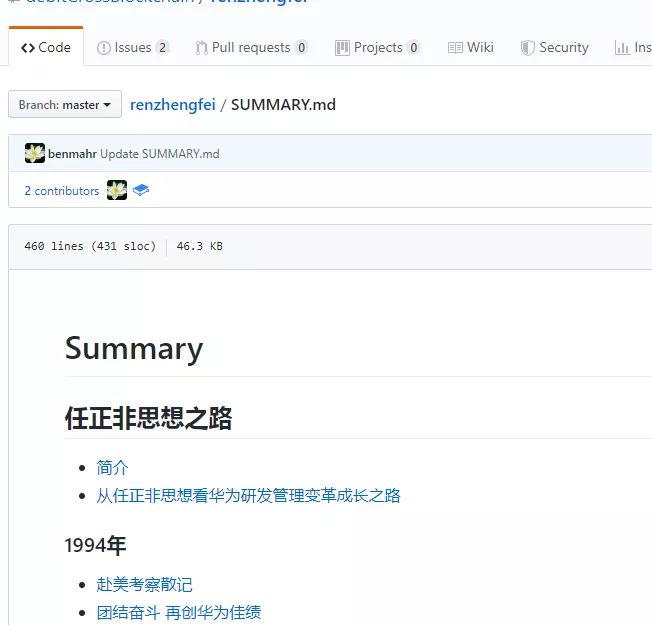 debitCrossBlockchain / renzhengfei
Code Issues 2 Pull requests 0 Projects 0 Wiki Security Ins
Branch: master renzhengfei / SUMMARY.md
benmahr Update SUMMARY.md
2 contributors
460 lines (431 sloc) 46.3 KB
Summary
任正非思想之路
简介
从任正非思想看华为研发管理变革成长之路
1994年
赴美考察散记
团结奋斗 再创华为佳绩